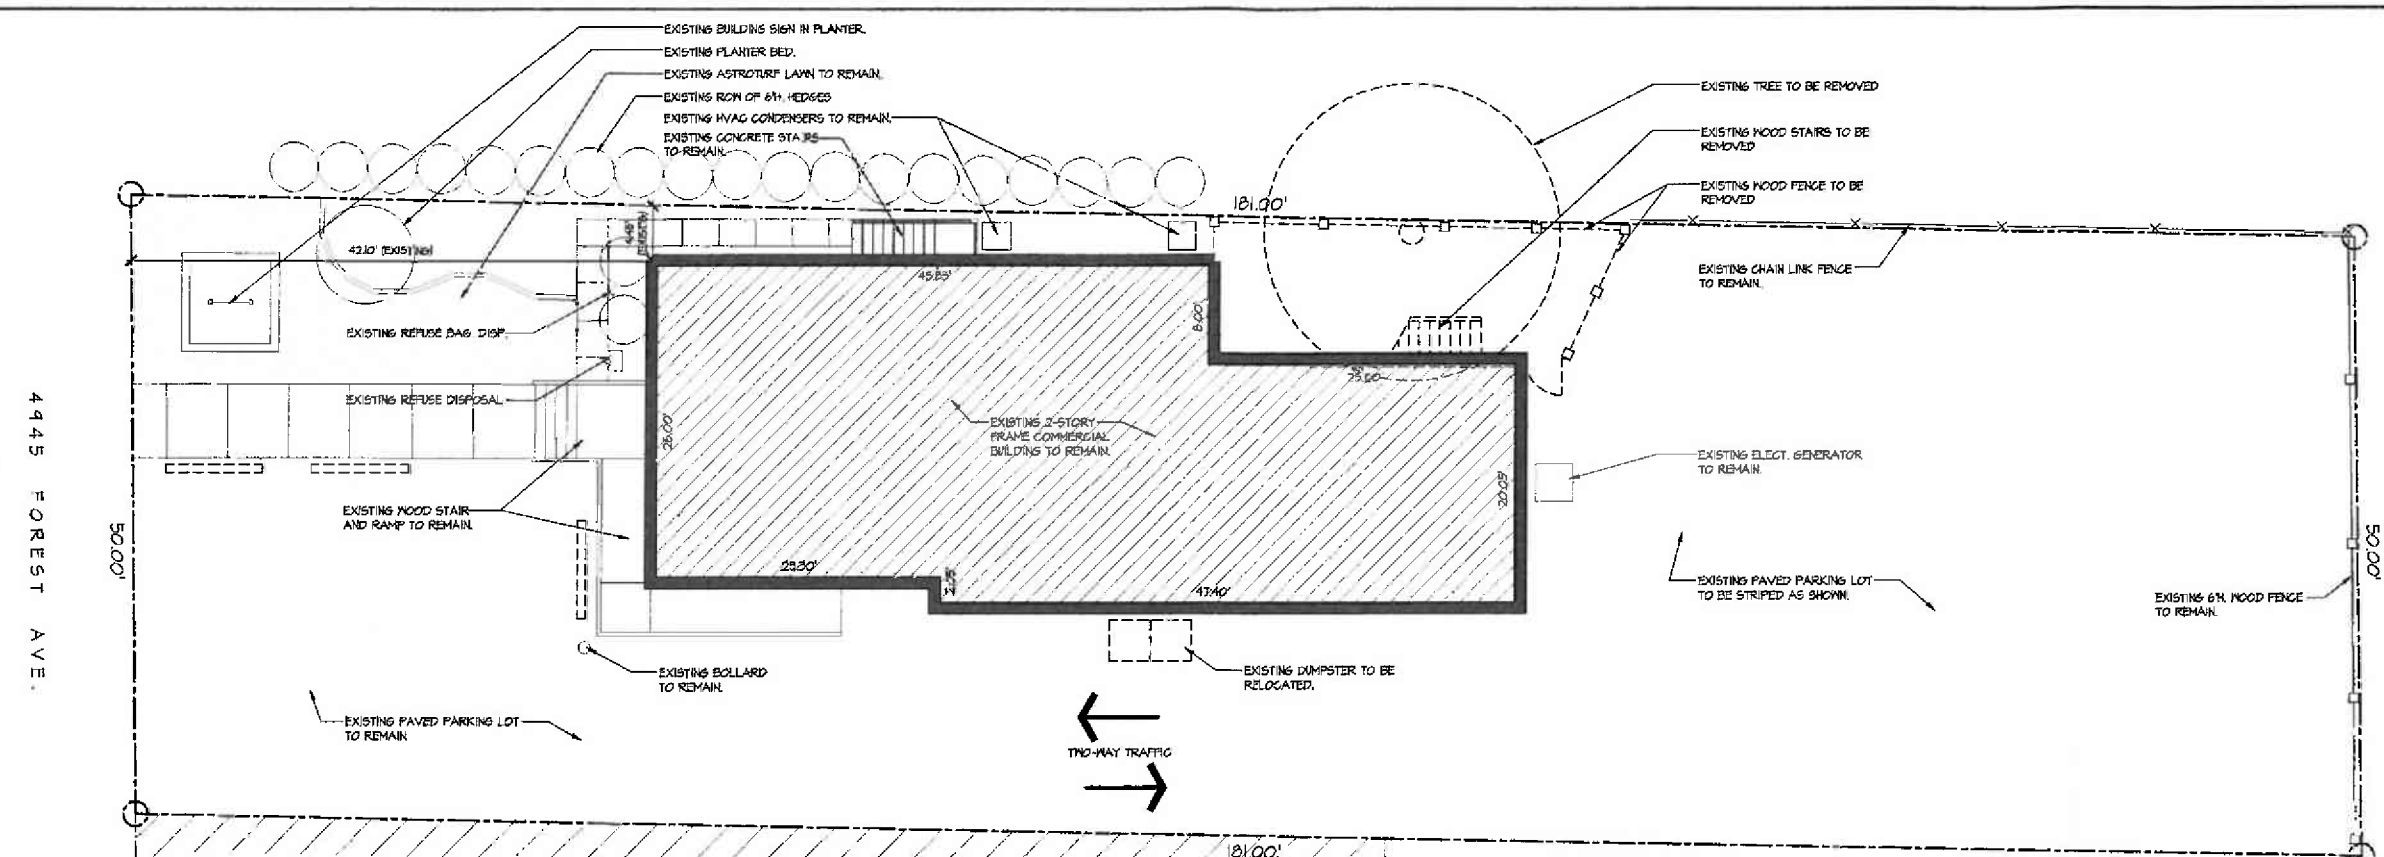 EXISTING BUILDING SIGN IN PLANTER.
EXISTING PLANTER BED.
EXISTING ASTROTURF LAWN TO REMAIN.
EXISTING ROW OF 6'H. HEDGES
EXISTING HVAC CONDENSERS TO REMAIN.
EXISTING CONCRETE STAIRS
TO REMAIN.
EXISTING TREE TO BE REMOVED
EXISTING WOOD STAIRS TO BE
REMOVED
EXISTING WOOD FENCE TO BE
REMOVED
181.00'
42.10' (EXISTING)
EXISTING CHAIN LINK FENCE
TO REMAIN.
45.85'
8.00'
EXISTING REFUSE BAG DISP.
EXISTING REFUSE DISPOSAL
26.00'
EXISTING 2-STORY
FRAME COMMERCIAL
BUILDING TO REMAIN.
EXISTING ELECT. GENERATOR
TO REMAIN.
20.05'
4445 FOREST AVE.
50.00'
EXISTING WOOD STAIR
AND RAMP TO REMAIN.
50.00'
23.30'
47.40'
EXISTING PAVED PARKING LOT
TO BE STRIPED AS SHOWN.
EXISTING 6'H. WOOD FENCE
TO REMAIN.
EXISTING BOLLARD
TO REMAIN.
EXISTING DUMPSTER TO BE
RELOCATED.
EXISTING PAVED PARKING LOT
TO REMAIN
TWO-WAY TRAFFIC
181.00'